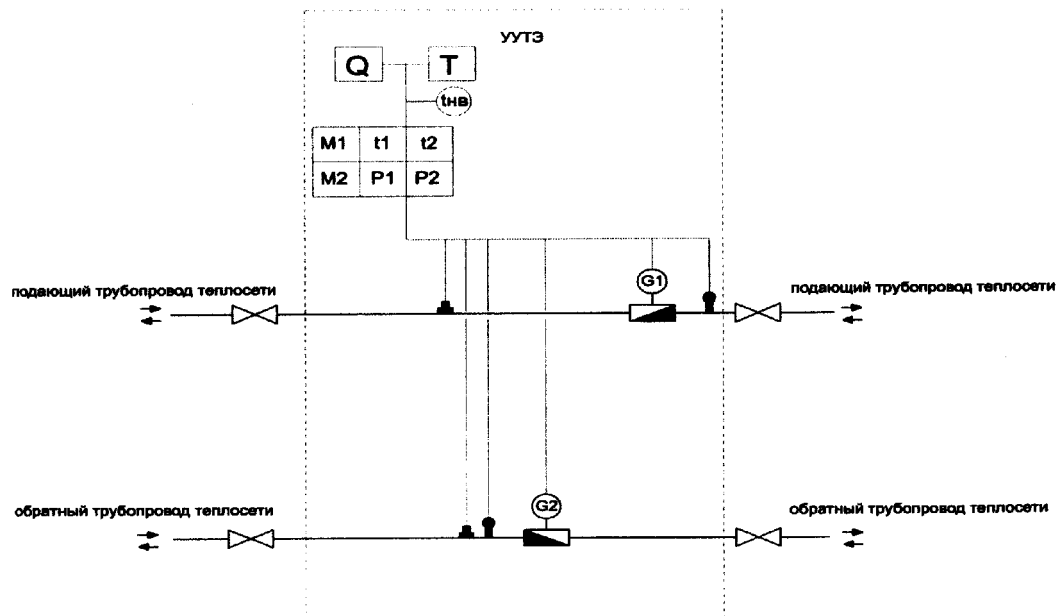 УУТЭ
Q T
tнв
M1 t1 t2
M2 P1 P2
G1
подающий трубопровод теплосети
подающий трубопровод теплосети
G2
обратный трубопровод теплосети
обратный трубопровод теплосети